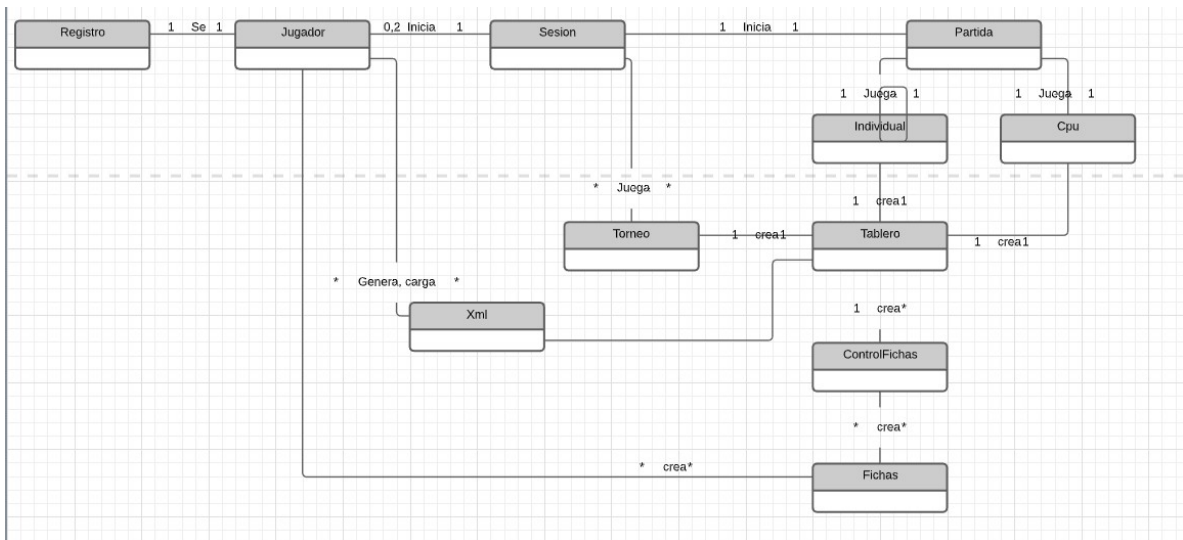 Registro 1 Se 1 Jugador 0,2 Inicia 1 Sesion 1 Inicia 1 Partida
1 Juega 1 1 Juega 1
Individual Cpu
* Juega *
1 crea1
Torneo 1 crea1 Tablero 1 crea1
* Genera, carga *
Xml
1 crea*
ControlFichas
* crea*
* crea*
Fichas